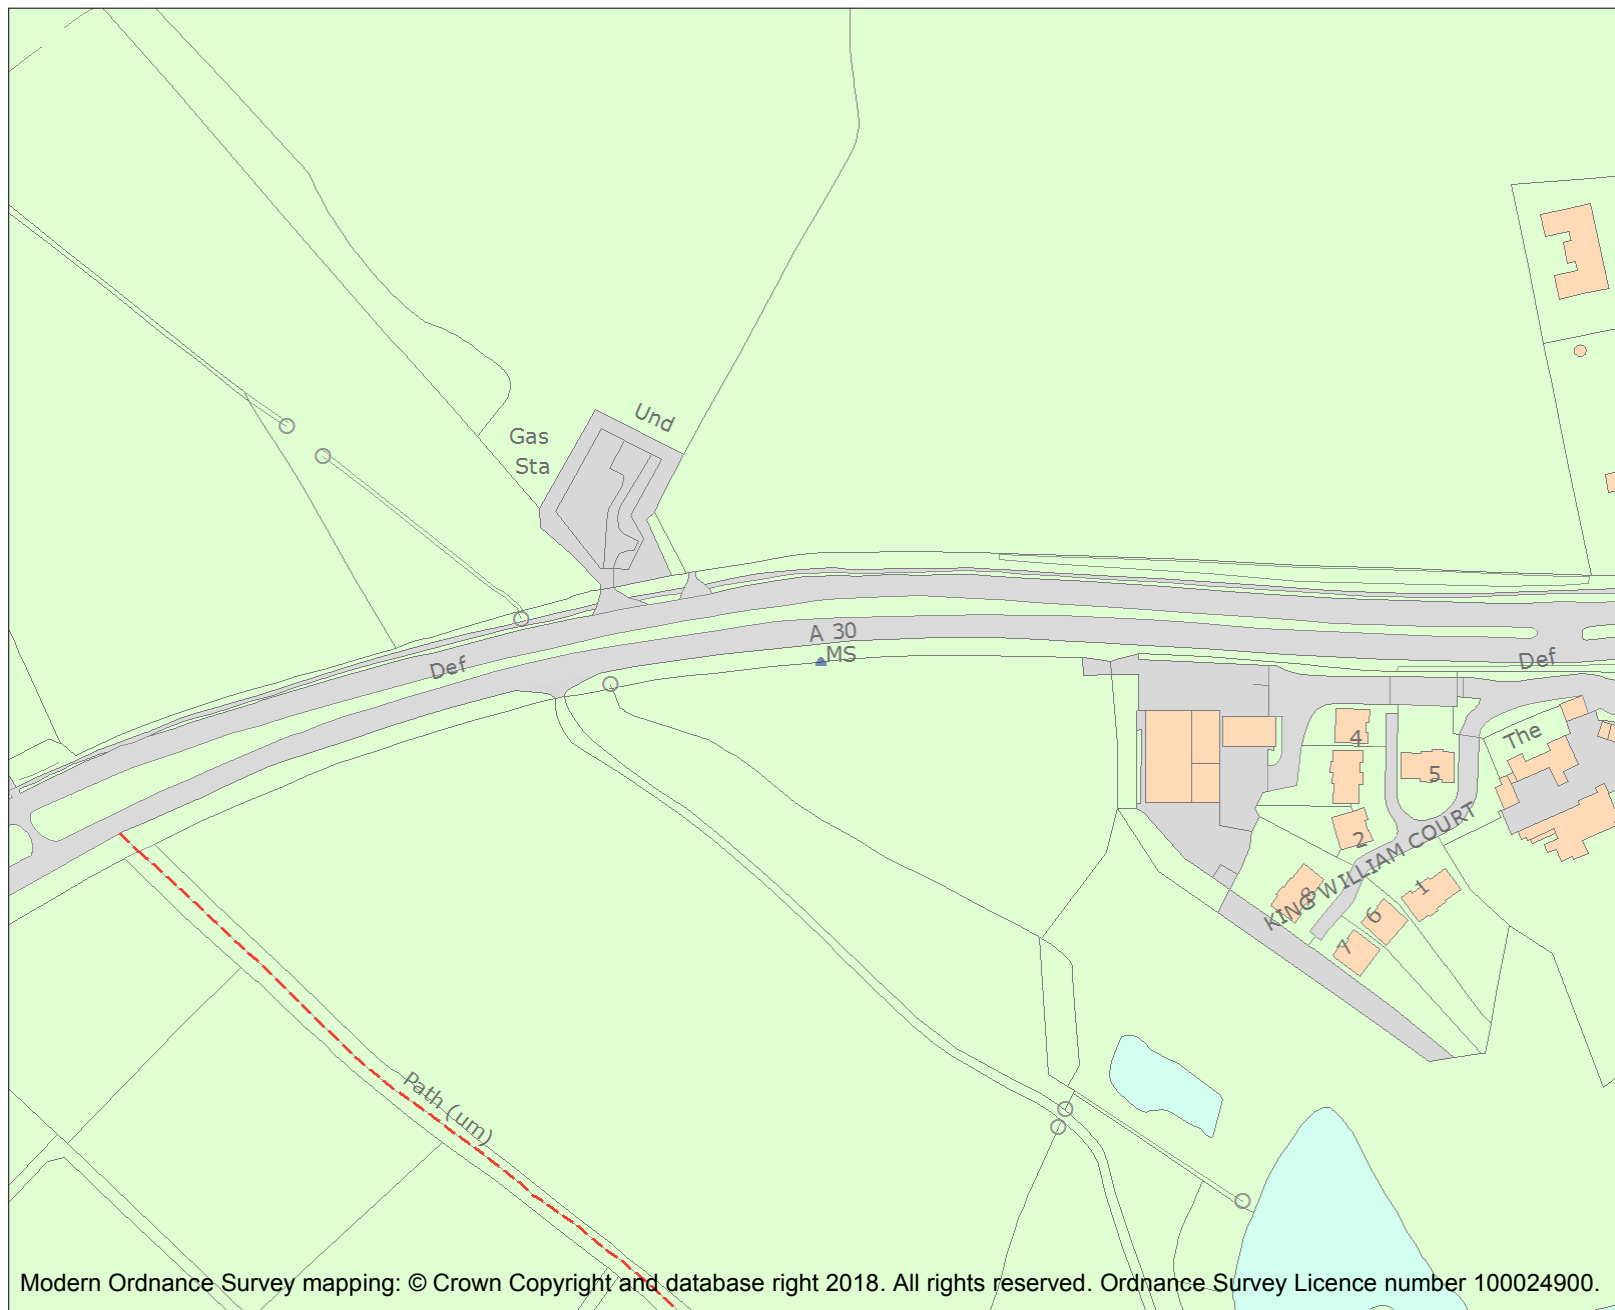 Und
Gas
Sta
A 30
MS
Def
Def
The
4
5
2
KING WILLIAM COURT
8
1
6
7
Path (um)
Modern Ordnance Survey mapping: © Crown Copyright and database right 2018. All rights reserved. Ordnance Survey Licence number 100024900.